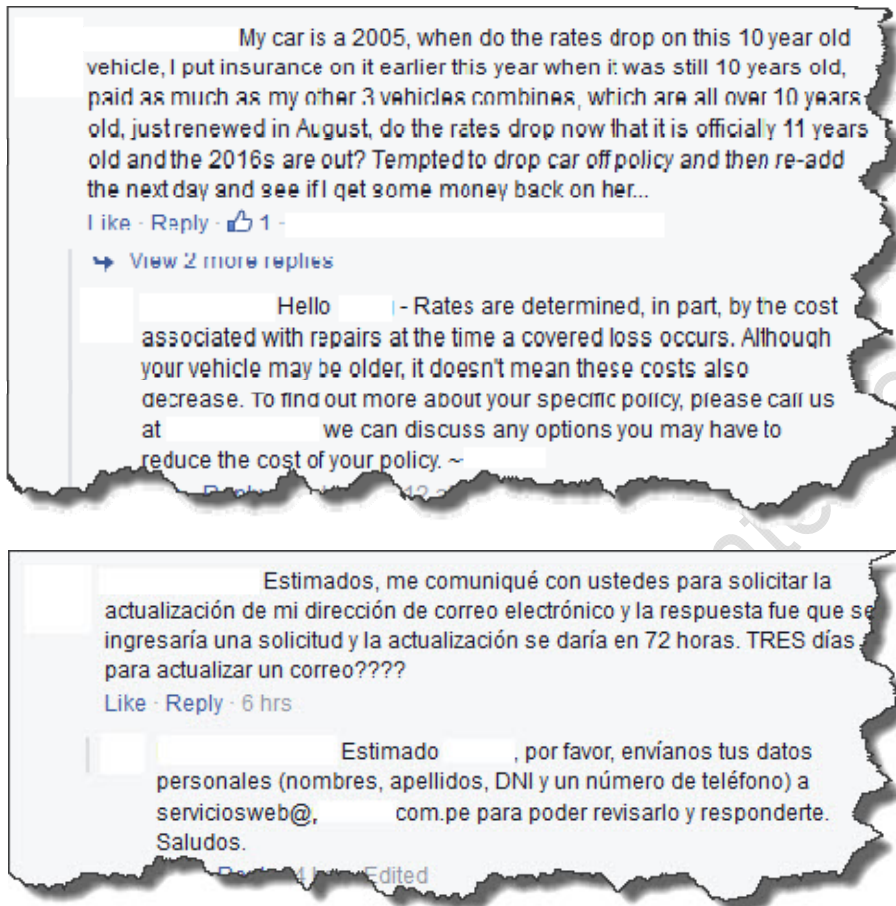 My car is a 2005, when do the rates drop on this 10 year old
vehicle, I put insurance on it earlier this year when it was still 10 years old,
paid as much as my other 3 vehicles combines, which are all over 10 years
old, just renewed in August, do the rates drop now that it is officially 11 years
old and the 2016s are out? Tempted to drop car off policy and then re-add
the next day and see if I get some money back on her...
Like · Reply · 1 ·
View 2 more replies
Hello - Rates are determined, in part, by the cost
associated with repairs at the time a covered loss occurs. Although
your vehicle may be older, it doesn't mean these costs also
decrease. To find out more about your specific policy, please call us
at we can discuss any options you may have to
reduce the cost of your policy. ~
Reply
Estimados, me comuniqué con ustedes para solicitar la
actualización de mi dirección de correo electrónico y la respuesta fue que se
ingresaría una solicitud y la actualización se daría en 72 horas. TRES días
para actualizar un correo????
Like · Reply · 6 hrs
Estimado , por favor, envíanos tus datos
personales (nombres, apellidos, DNI y un número de teléfono) a
serviciosweb@, com.pe para poder revisarlo y responderte.
Saludos.
Edited